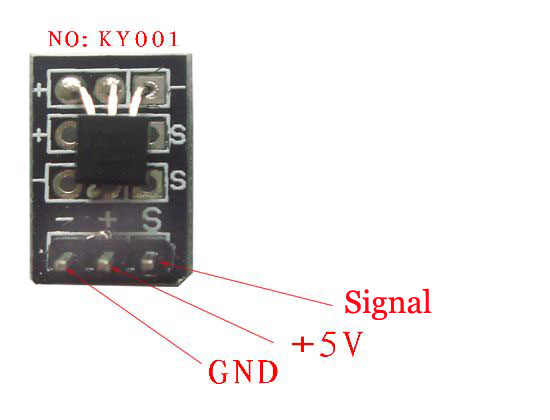 NO: KY001
+ -
+ S
- S
- + S
Signal
+5V
GND